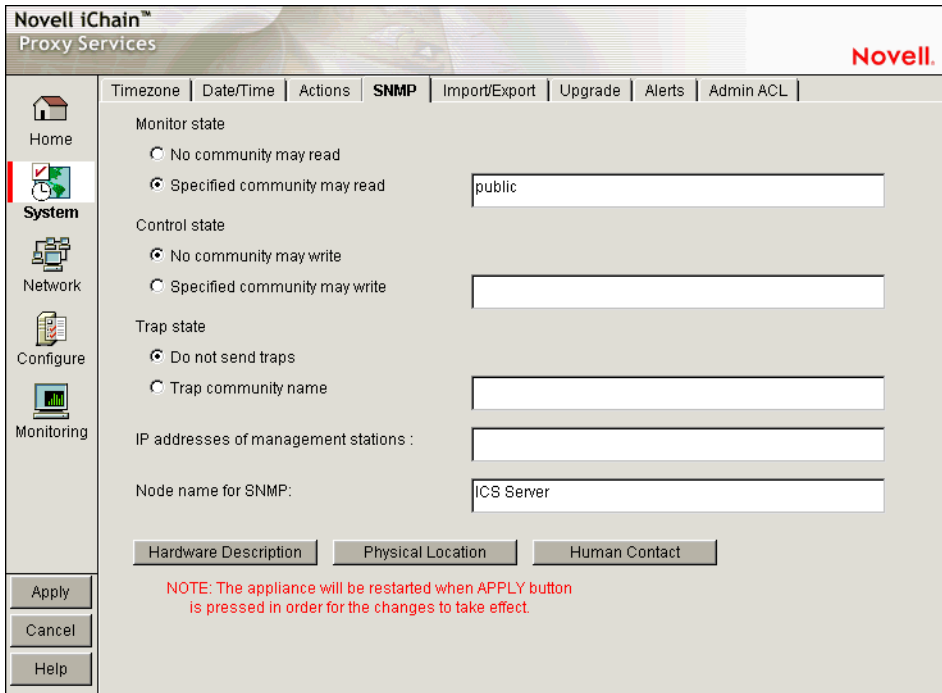 Novell iChain™
Proxy Services
Novell.
Timezone Date/Time Actions SNMP Import/Export Upgrade Alerts Admin ACL
Home
System
Network
Configure
Monitoring
Monitor state
No community may read
Specified community may read public
Control state
No community may write
Specified community may write
Trap state
Do not send traps
Trap community name
IP addresses of management stations :
Node name for SNMP: ICS Server
Hardware Description Physical Location Human Contact
NOTE: The appliance will be restarted when APPLY button
is pressed in order for the changes to take effect.
Apply
Cancel
Help